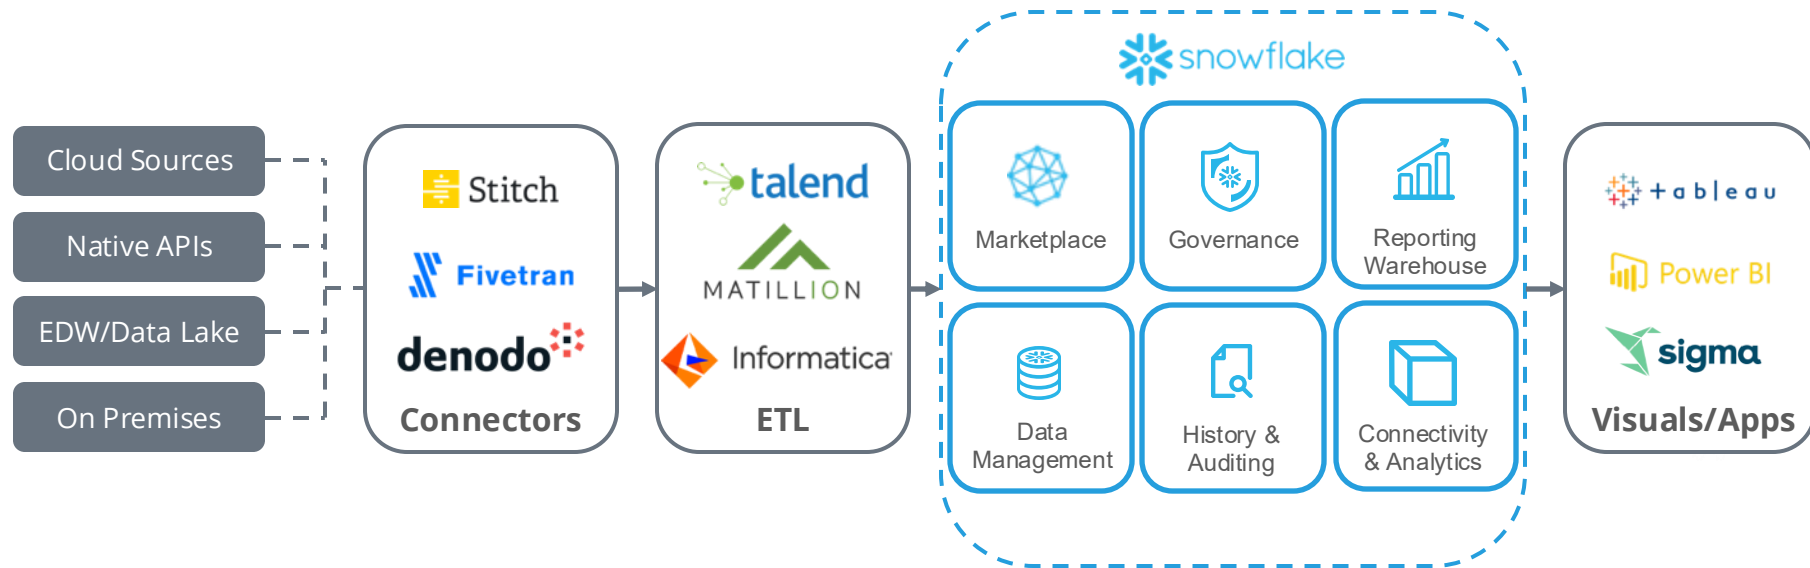 Cloud Sources
Native APIs
EDW/Data Lake
On Premises
Stitch
Fivetran
denodo
Connectors
talend
MATILLION
Informatica
ETL
snowflake
Marketplace
Governance
Reporting
Warehouse
Data
Management
History &
Auditing
Connectivity
& Analytics
+ableau
Power BI
sigma
Visuals/Apps